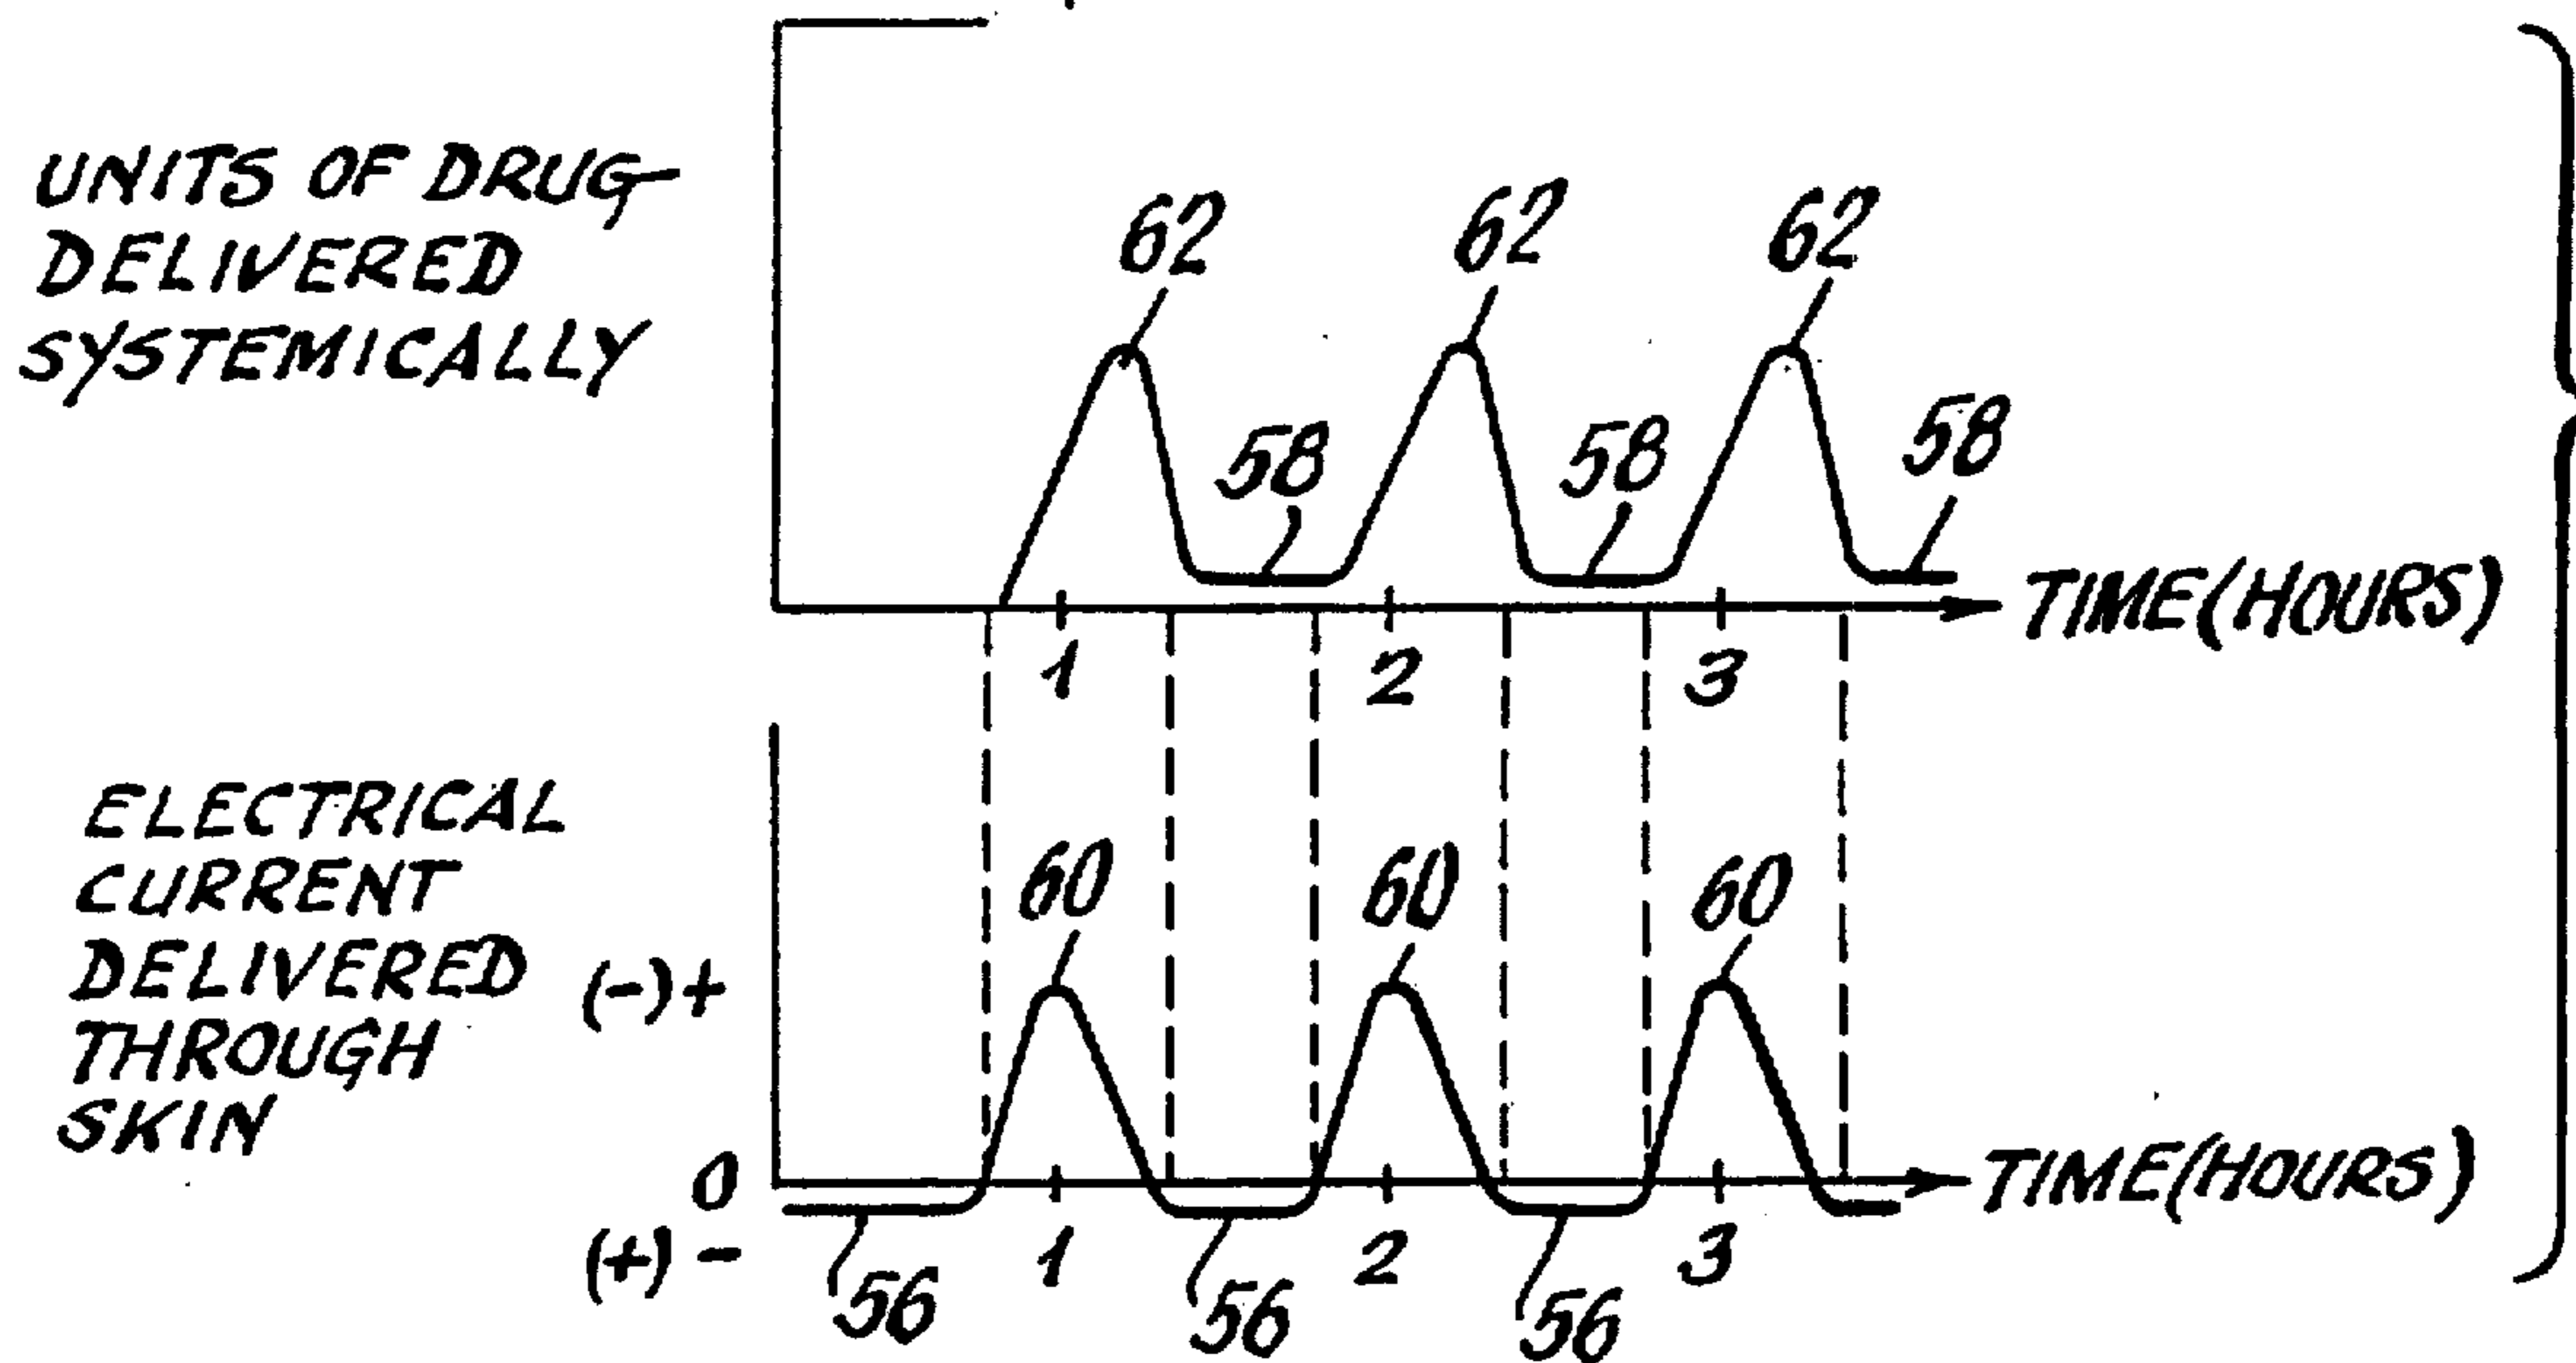 UNITS OF DRUG
DELIVERED
SYSTEMICALLY
62 62 62
58 58 58
TIME (HOURS)
1 2 3
ELECTRICAL
CURRENT
DELIVERED
THROUGH
SKIN
60 60 60
(-)+
0
(+) -
TIME (HOURS)
1 2 3
56 56 56